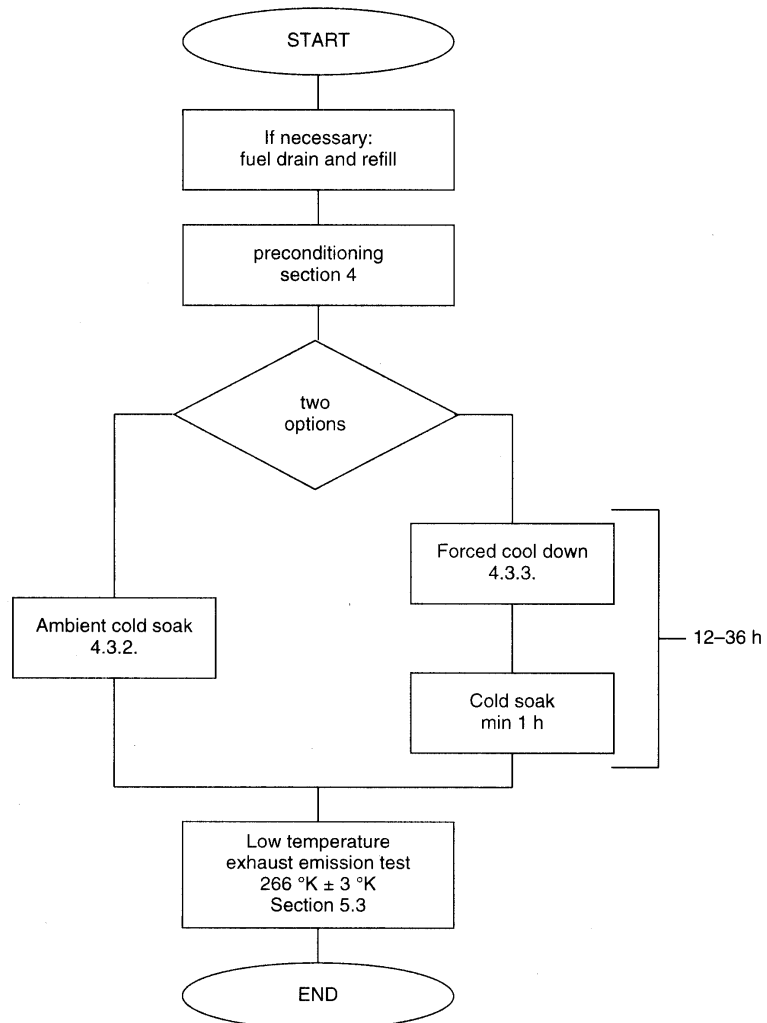 START
If necessary:
fuel drain and refill
preconditioning
section 4
two
options
Forced cool down
4.3.3.
Ambient cold soak
4.3.2.
12–36 h
Cold soak
min 1 h
Low temperature
exhaust emission test
266 °K ± 3 °K
Section 5.3
END